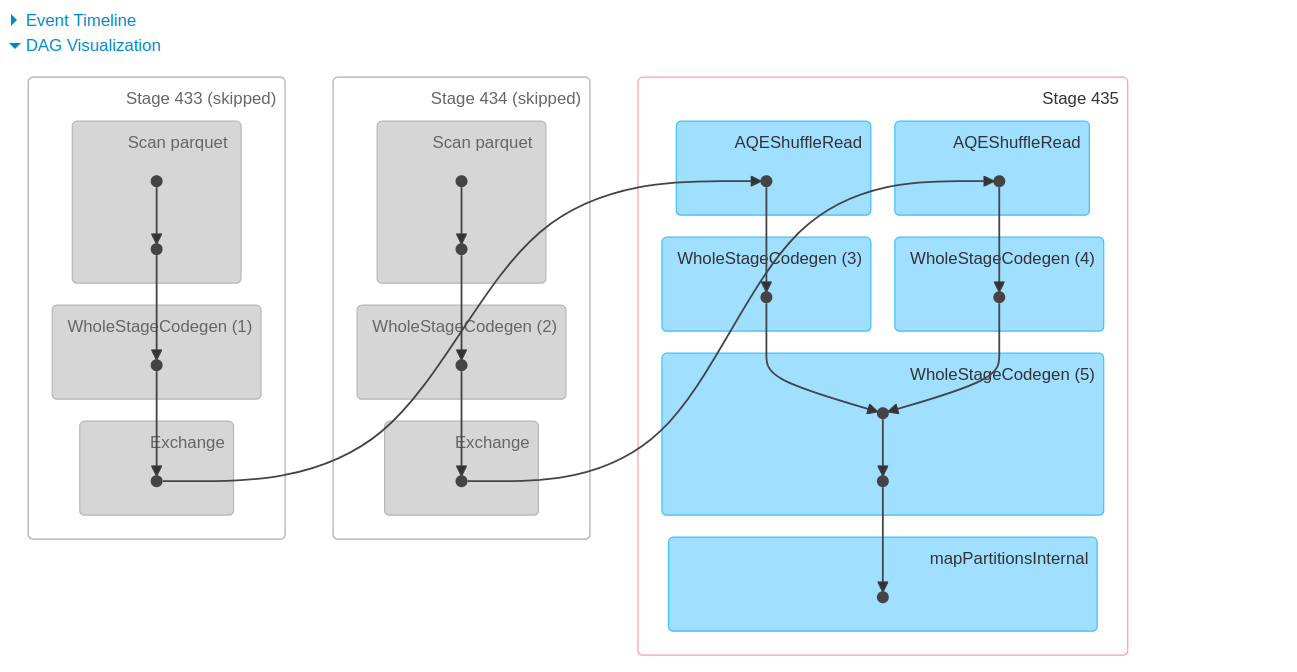 Event Timeline
DAG Visualization
Stage 433 (skipped)
Scan parquet
WholeStageCodegen (1)
Exchange
Stage 434 (skipped)
Scan parquet
WholeStageCodegen (2)
Exchange
Stage 435
AQEShuffleRead
AQEShuffleRead
WholeStageCodegen (3)
WholeStageCodegen (4)
WholeStageCodegen (5)
mapPartitionsInternal